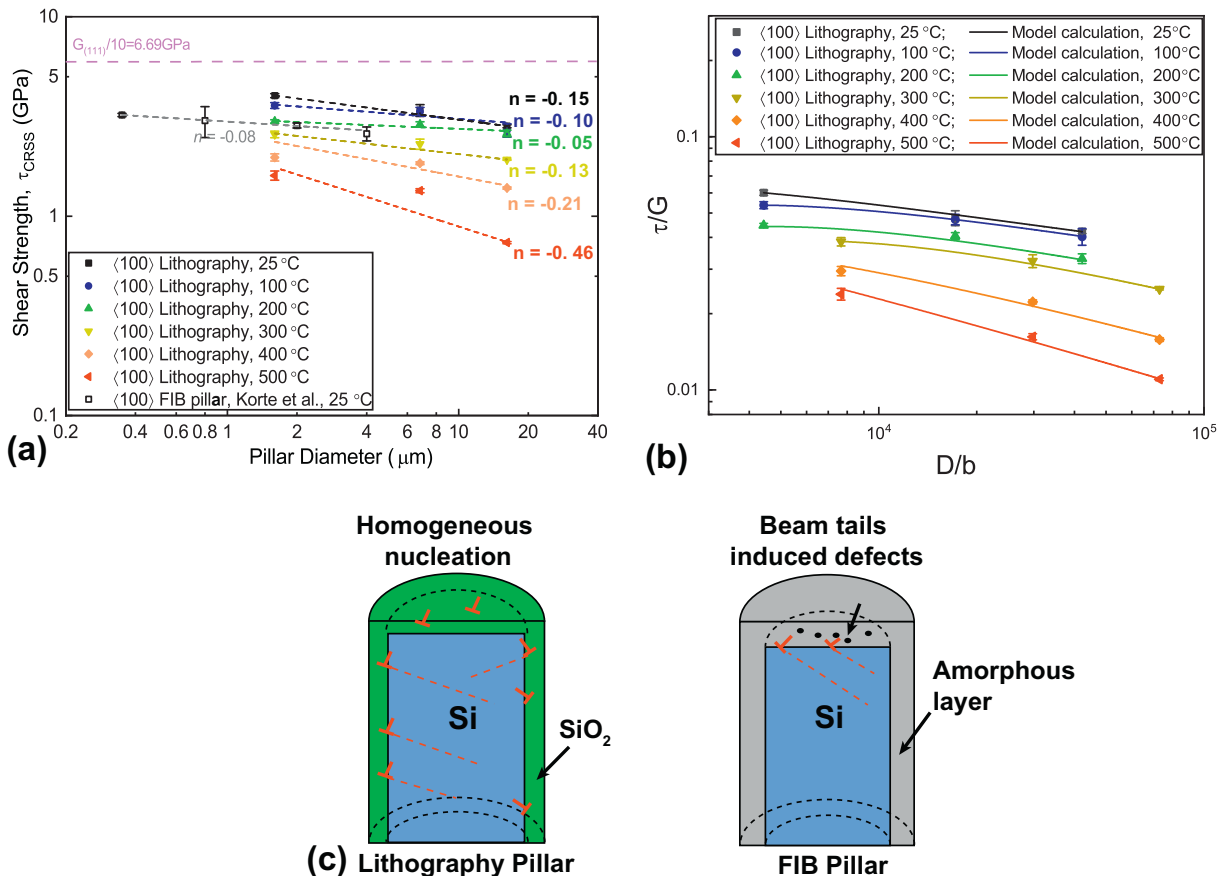 10
G(111)/10=6.69GPa
5
1
0.5
0.1
Shear Strength, τCRSS (GPa)
n = -0.08
n = -0. 15
n = -0. 10
n = -0. 05
n = -0. 13
n = -0.21
n = -0. 46
⟨100⟩ Lithography, 25 °C
⟨100⟩ Lithography, 100 °C
⟨100⟩ Lithography, 200 °C
⟨100⟩ Lithography, 300 °C
⟨100⟩ Lithography, 400 °C
⟨100⟩ Lithography, 500 °C
⟨100⟩ FIB pillar, Korte et al., 25 °C
0.2 0.4 0.6 0.8 1 2 4 6 8 10 20 40
Pillar Diameter ( μm)
(a)
⟨100⟩ Lithography, 25 °C; Model calculation, 25°C
⟨100⟩ Lithography, 100 °C; Model calculation, 100°C
⟨100⟩ Lithography, 200 °C; Model calculation, 200°C
⟨100⟩ Lithography, 300 °C; Model calculation, 300°C
⟨100⟩ Lithography, 400 °C; Model calculation, 400°C
⟨100⟩ Lithography, 500 °C; Model calculation, 500°C
0.1
0.01
τ/G
10⁴ 10⁵
D/b
(b)
Homogeneous
nucleation
Si
SiO₂
(c)
Lithography Pillar
Beam tails
induced defects
Si
Amorphous
layer
FIB Pillar